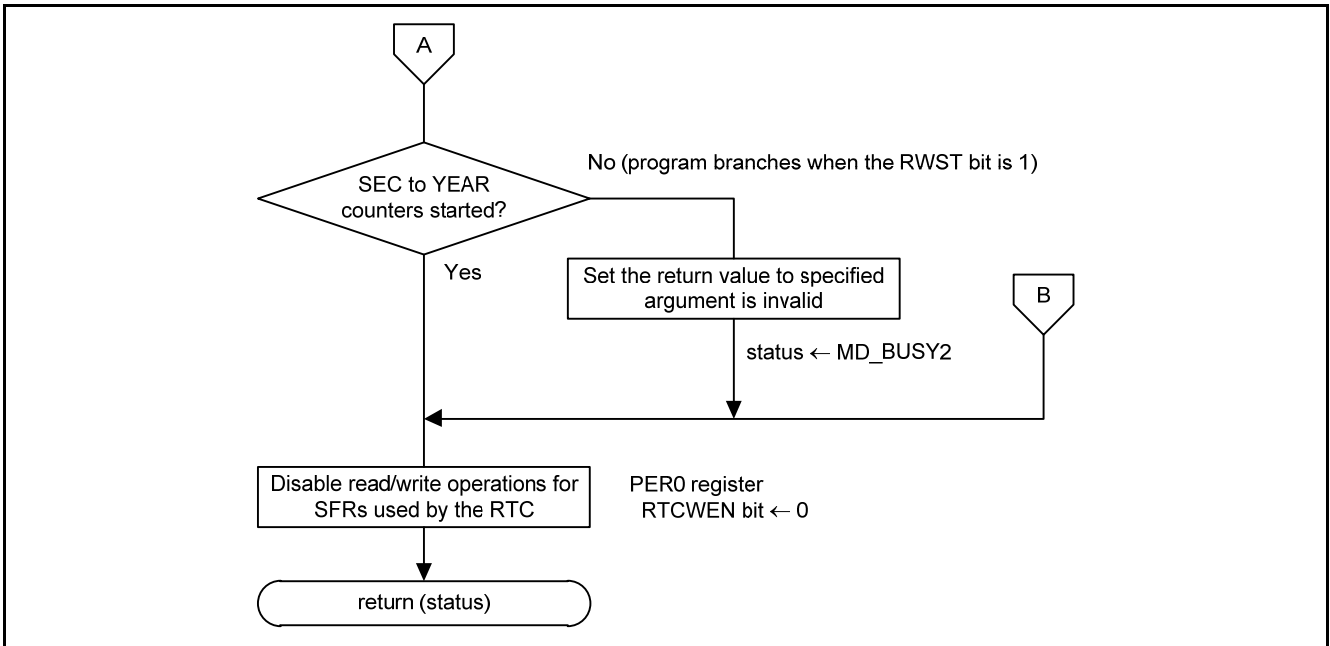 A
No (program branches when the RWST bit is 1)
SEC to YEAR
counters started?
Yes
Set the return value to specified
argument is invalid
B
status ← MD_BUSY2
Disable read/write operations for
SFRs used by the RTC
PER0 register
RTCWEN bit ← 0
return (status)